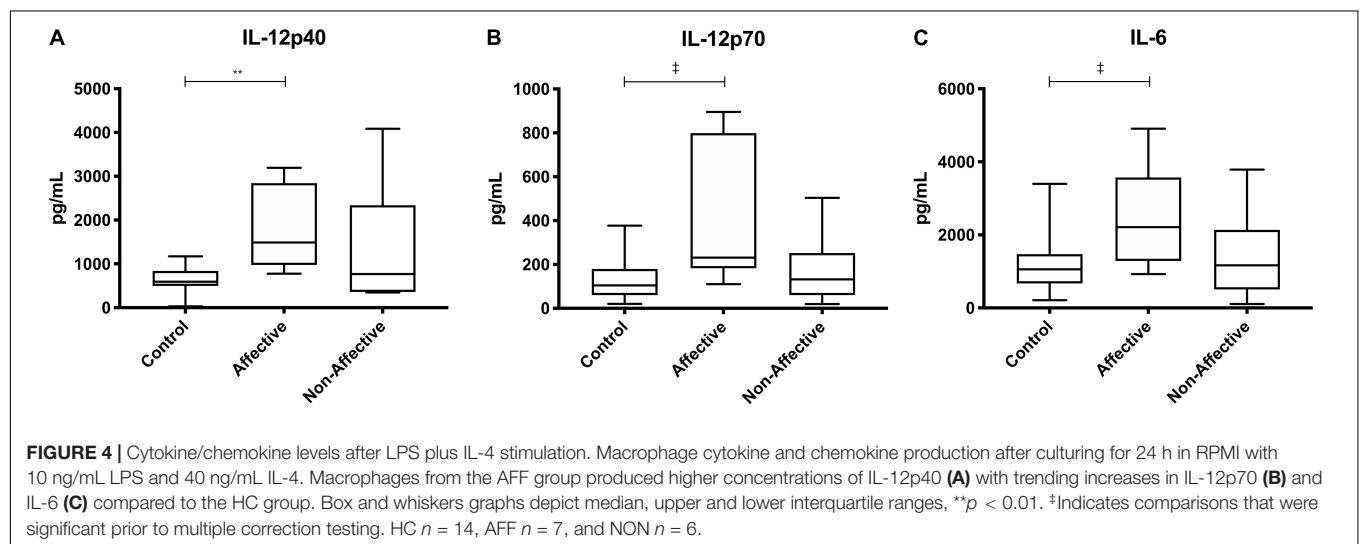 A IL-12p40
**
pg/mL
5000
4000
3000
2000
1000
0
Control
Affective
Non-Affective
B IL-12p70
‡
pg/mL
1000
800
600
400
200
0
Control
Affective
Non-Affective
C IL-6
‡
pg/mL
6000
4000
2000
0
Control
Affective
Non-Affective
FIGURE 4 | Cytokine/chemokine levels after LPS plus IL-4 stimulation. Macrophage cytokine and chemokine production after culturing for 24 h in RPMI with
10 ng/mL LPS and 40 ng/mL IL-4. Macrophages from the AFF group produced higher concentrations of IL-12p40 (A) with trending increases in IL-12p70 (B) and
IL-6 (C) compared to the HC group. Box and whiskers graphs depict median, upper and lower interquartile ranges, **p < 0.01. ‡Indicates comparisons that were
significant prior to multiple correction testing. HC n = 14, AFF n = 7, and NON n = 6.